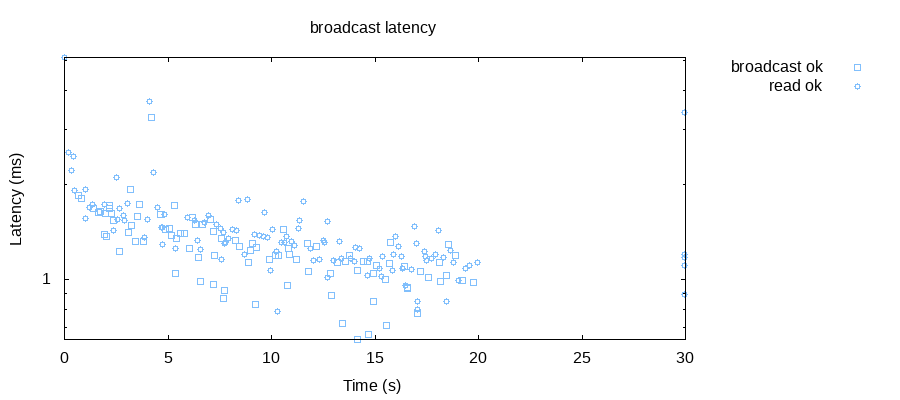 broadcast latency
broadcast ok
read ok
Latency (ms)
1
0 5 10 15 20 25 30
Time (s)